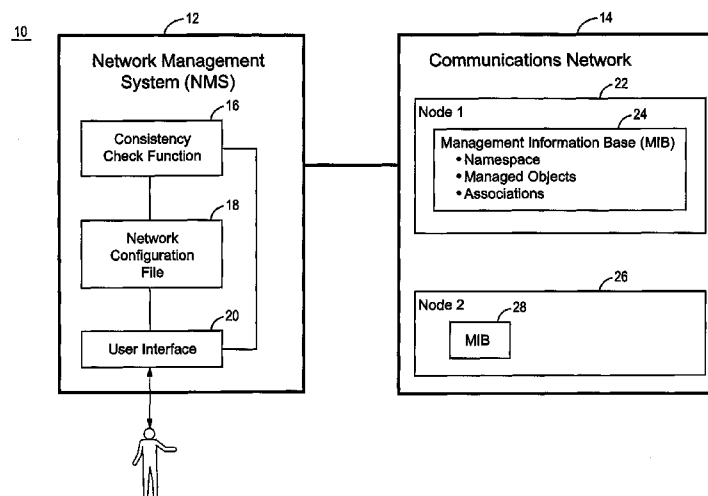 10
12
Network Management
System (NMS)
16
Consistency
Check Function
18
Network
Configuration
File
20
User Interface
14
Communications Network
22
Node 1
24
Management Information Base (MIB)
• Namespace
• Managed Objects
• Associations
26
Node 2
28
MIB